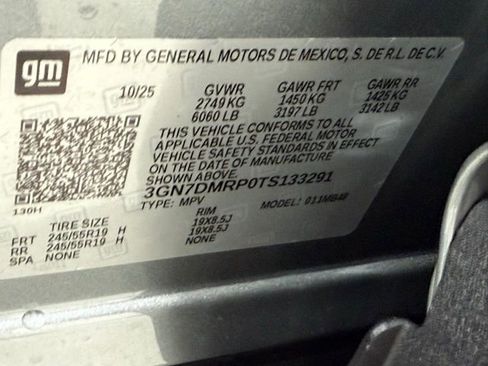 gm
MFD BY GENERAL MOTORS DE MEXICO, S. DE R.L. DE C.V.
10/25 GVWR GAWR FRT GAWR RR
2749 KG 1450 KG 1425 KG
6060 LB 3197 LB 3142 LB
THIS VEHICLE CONFORMS TO ALL
APPLICABLE U.S. FEDERAL MOTOR
VEHICLE SAFETY STANDARDS IN EFFECT
ON THE DATE OF MANUFACTURE
SHOWN ABOVE.
3GN7DMRP0TS133291
130H TYPE: MPV MODEL: 011MB48
TIRE SIZE RIM
FRT 245/55R19 H 19X8.5J
RR 245/55R19 H 19X8.5J
SPA NONE NONE